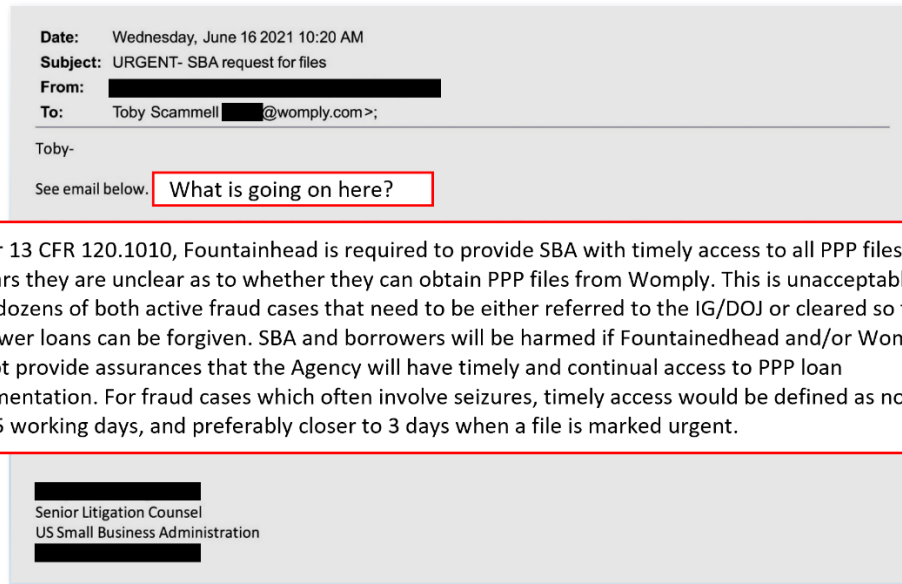 Date: Wednesday, June 16 2021 10:20 AM
Subject: URGENT- SBA request for files
From:
To: Toby Scammell @womply.com>;
Toby-
See email below. What is going on here?
13 CFR 120.1010, Fountainhead is required to provide SBA with timely access to all PPP files
they are unclear as to whether they can obtain PPP files from Womply. This is
dozens of both active fraud cases that need to be either referred to the IG/DOJ or cleared so
loans can be forgiven. SBA and borrowers will be harmed if Fountainedhead and/or
provide assurances that the Agency will have timely and continual access to PPP loan
For fraud cases which often involve seizures, timely access would be defined as
5 working days, and preferably closer to 3 days when a file is marked urgent.
Senior Litigation Counsel
US Small Business Administration